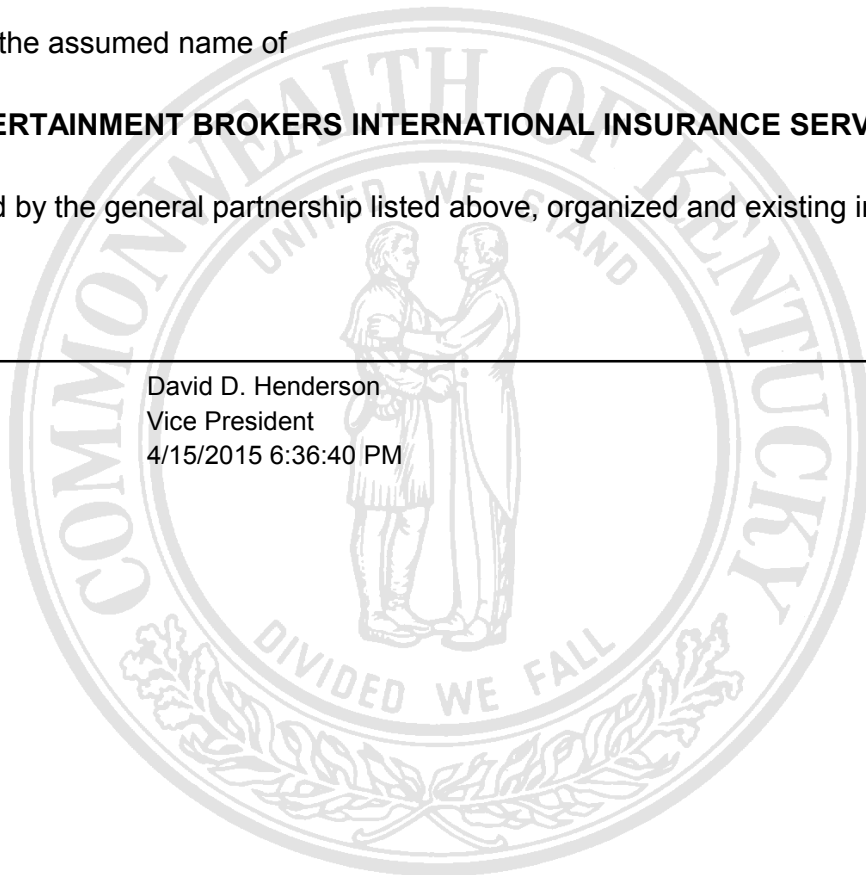 the assumed name of
ERTAINMENT BROKERS INTERNATIONAL INSURANCE SERV
d by the general partnership listed above, organized and existing i
David D. Henderson
Vice President
4/15/2015 6:36:40 PM
COMMONWEALTH OF KENTUCKY
UNITED WE STAND
DIVIDED WE FALL